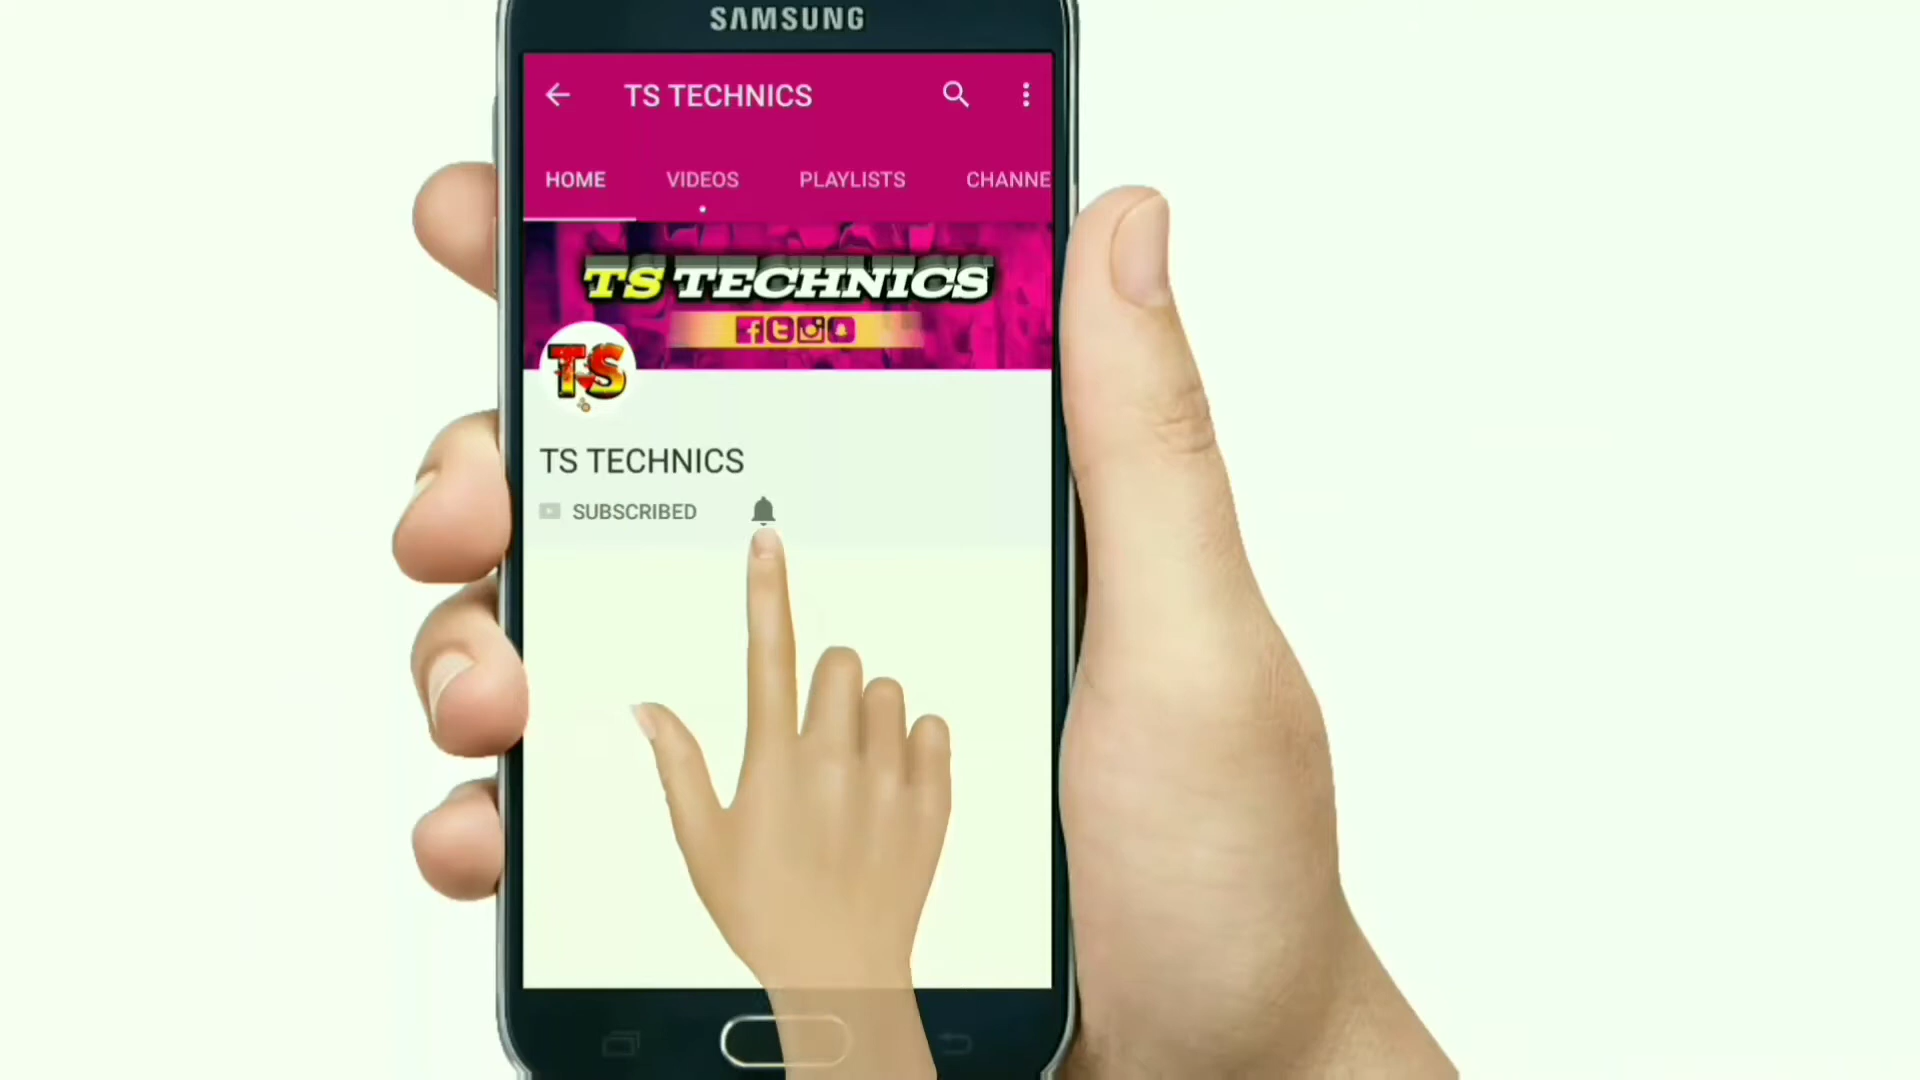 SAMSUNG
TS TECHNICS
HOME VIDEOS PLAYLISTS CHANNE
TS TECHNICS
TS
TS TECHNICS
SUBSCRIBED